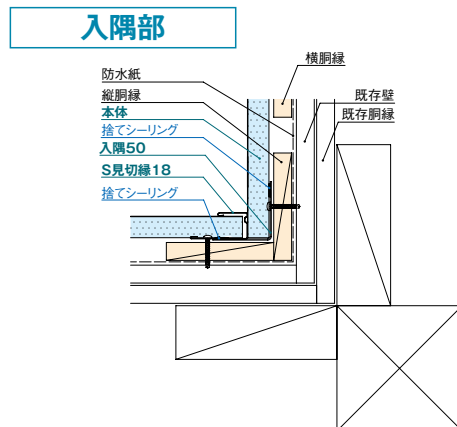 入隅部
横胴縁
防水紙
既存壁
縦胴縁
既存胴縁
本体
捨てシーリング
入隅50
S見切縁18
捨てシーリング